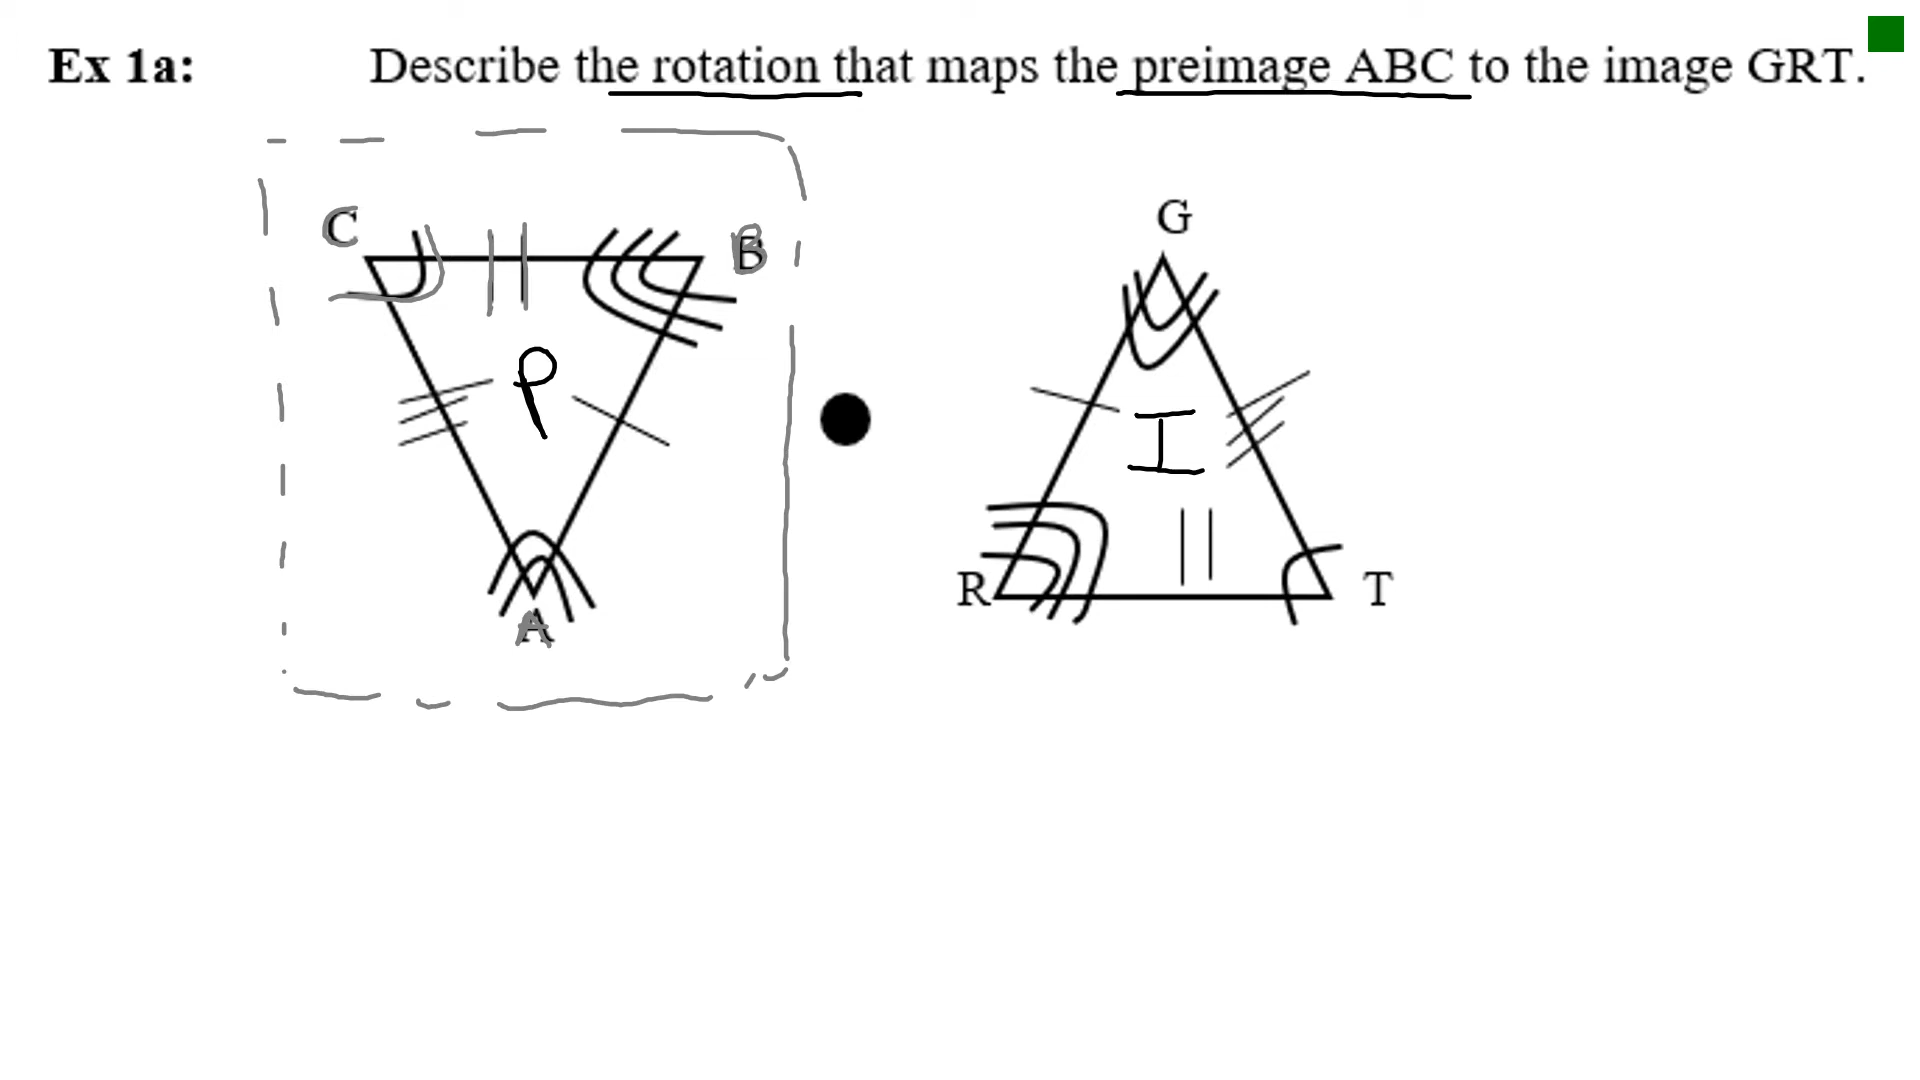 Ex 1a: Describe the rotation that maps the preimage ABC to the image GRT.
C
B
A
P
G
I
R
T